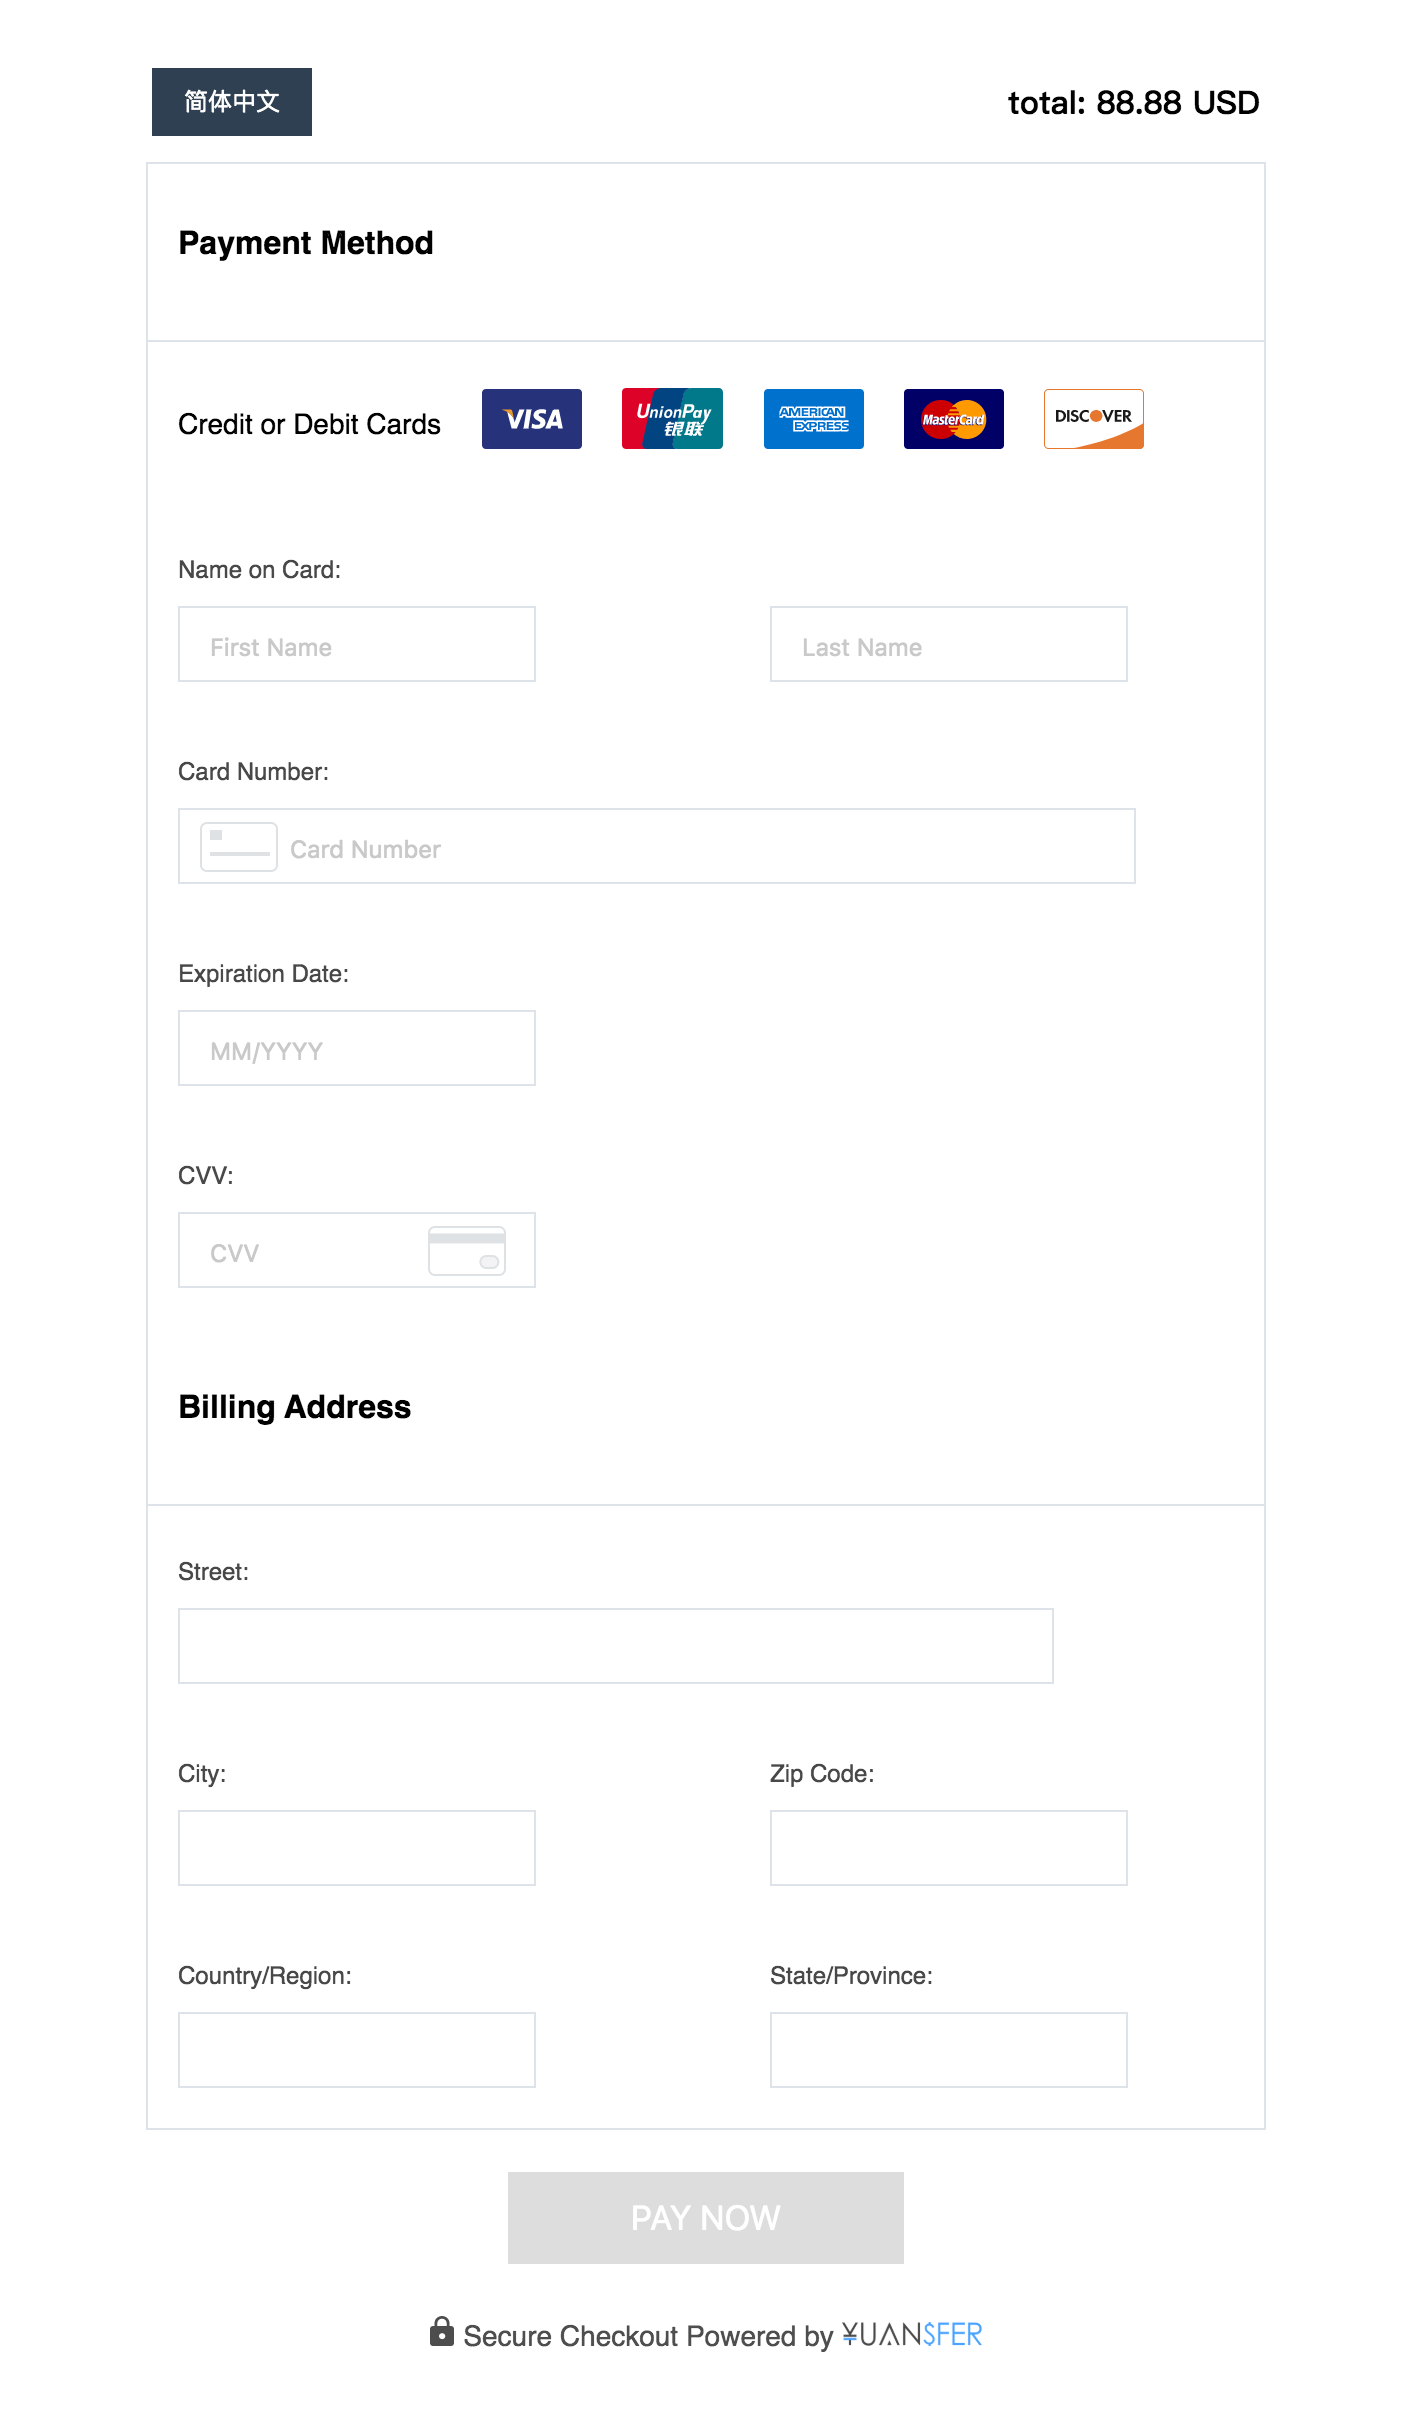 简体中文
total: 88.88 USD
Payment Method
Credit or Debit Cards
VISA
UnionPay
银联
AMERICAN
EXPRESS
MasterCard
DISCOVER
Name on Card:
First Name
Last Name
Card Number:
Card Number
Expiration Date:
MM/YYYY
CVV:
CVV
Billing Address
Street:
City:
Zip Code:
Country/Region:
State/Province:
PAY NOW
Secure Checkout Powered by YUANSFER